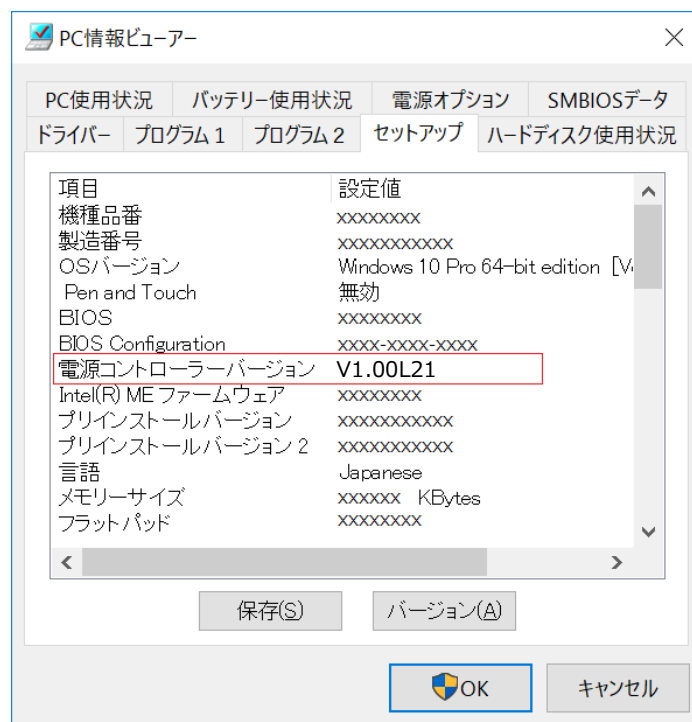 PC情報ビューアー
PC使用状況 バッテリー使用状況 電源オプション SMBIOSデータ
ドライバー プログラム1 プログラム2 セットアップ ハードディスク使用状況
項目 設定値
機種品番 xxxxxxxx
製造番号 xxxxxxxxxxx
OSバージョン Windows 10 Pro 64-bit edition [V
Pen and Touch 無効
BIOS xxxxxxxx
BIOS Configuration xxxx-xxxx-xxxx
電源コントローラーバージョン V1.00L21
Intel(R) ME ファームウェア xxxxxxxx
プリインストールバージョン xxxxxxxxxxx
プリインストールバージョン 2 xxxxxxxxxxx
言語 Japanese
メモリーサイズ xxxxxx KBytes
フラットパッド xxxxxxxx
保存(S) バージョン(A)
OK キャンセル